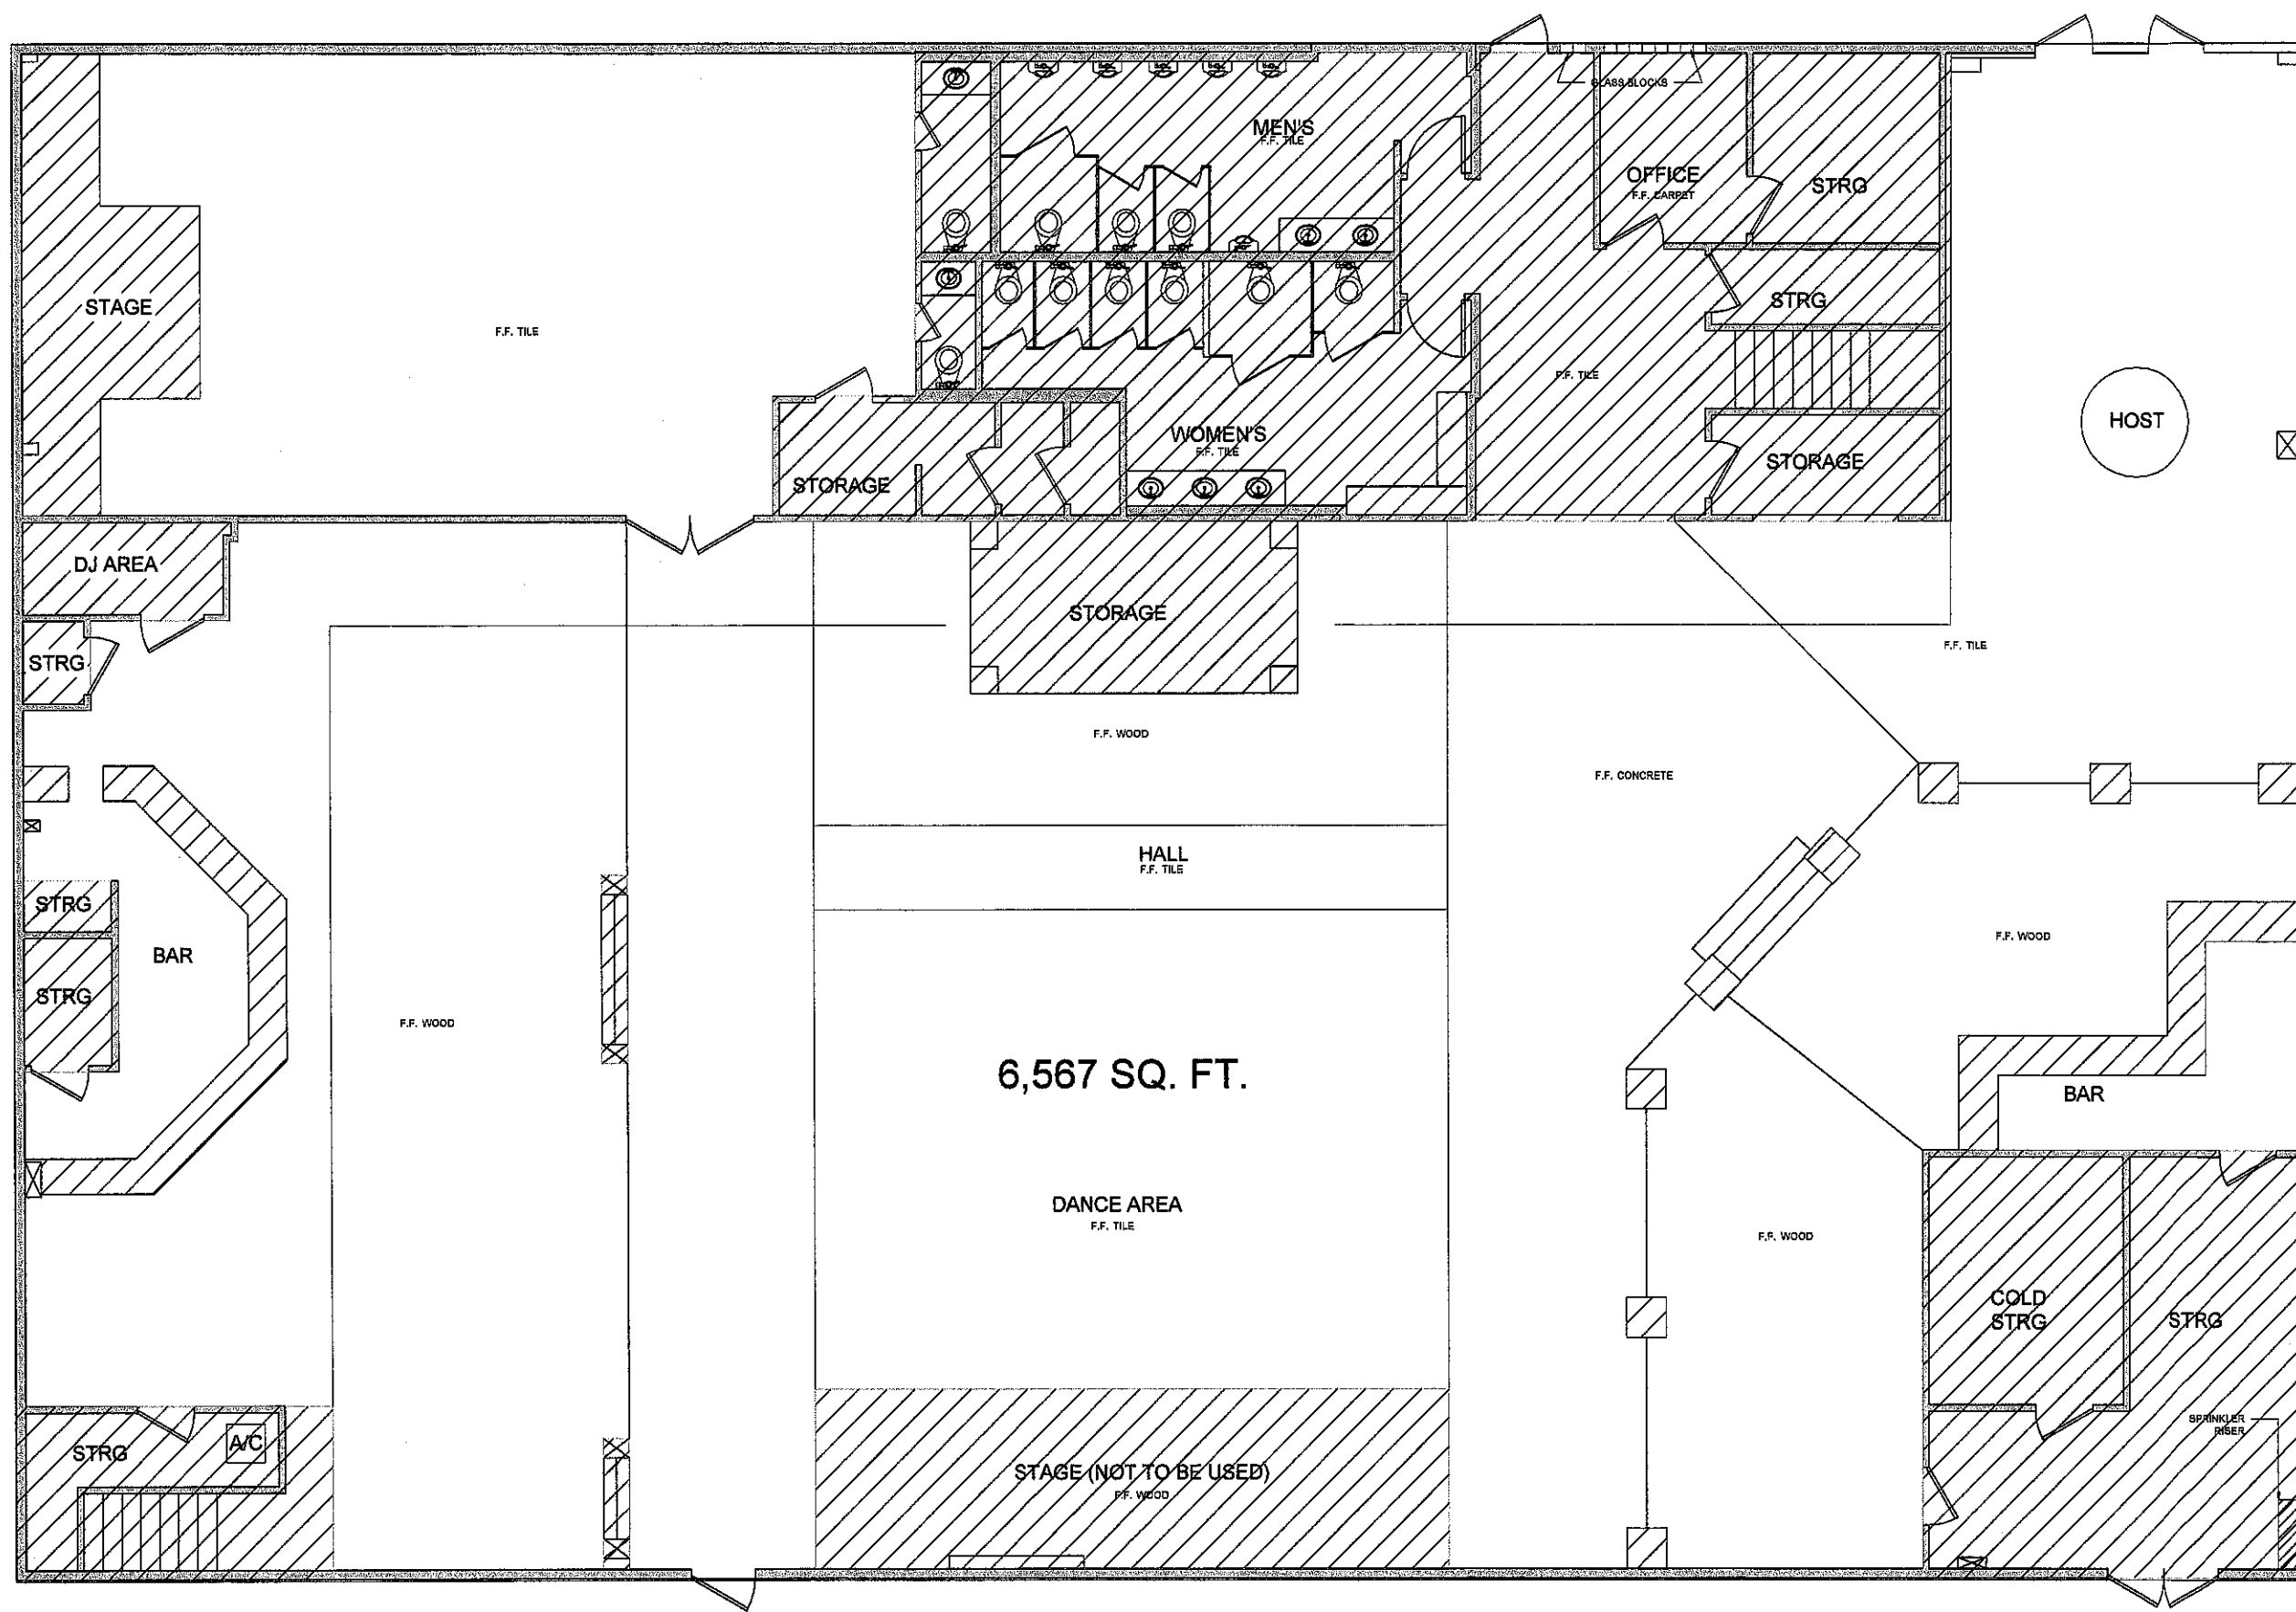 GLASS BLOCKS
MEN'S
F.F. TILE
OFFICE
F.F. CARPET
STRG
STAGE
F.F. TILE
STRG
F.F. TILE
HOST
WOMEN'S
F.F. TILE
STORAGE
STORAGE
DJ AREA
STORAGE
STRG
F.F. TILE
F.F. WOOD
F.F. CONCRETE
HALL
F.F. TILE
STRG
BAR
F.F. WOOD
STRG
F.F. WOOD
6,567 SQ. FT.
BAR
DANCE AREA
F.F. TILE
F.F. WOOD
COLD
STRG
STRG
SPRINKLER
RISER
STRG
A/C
STAGE (NOT TO BE USED)
F.F. WOOD